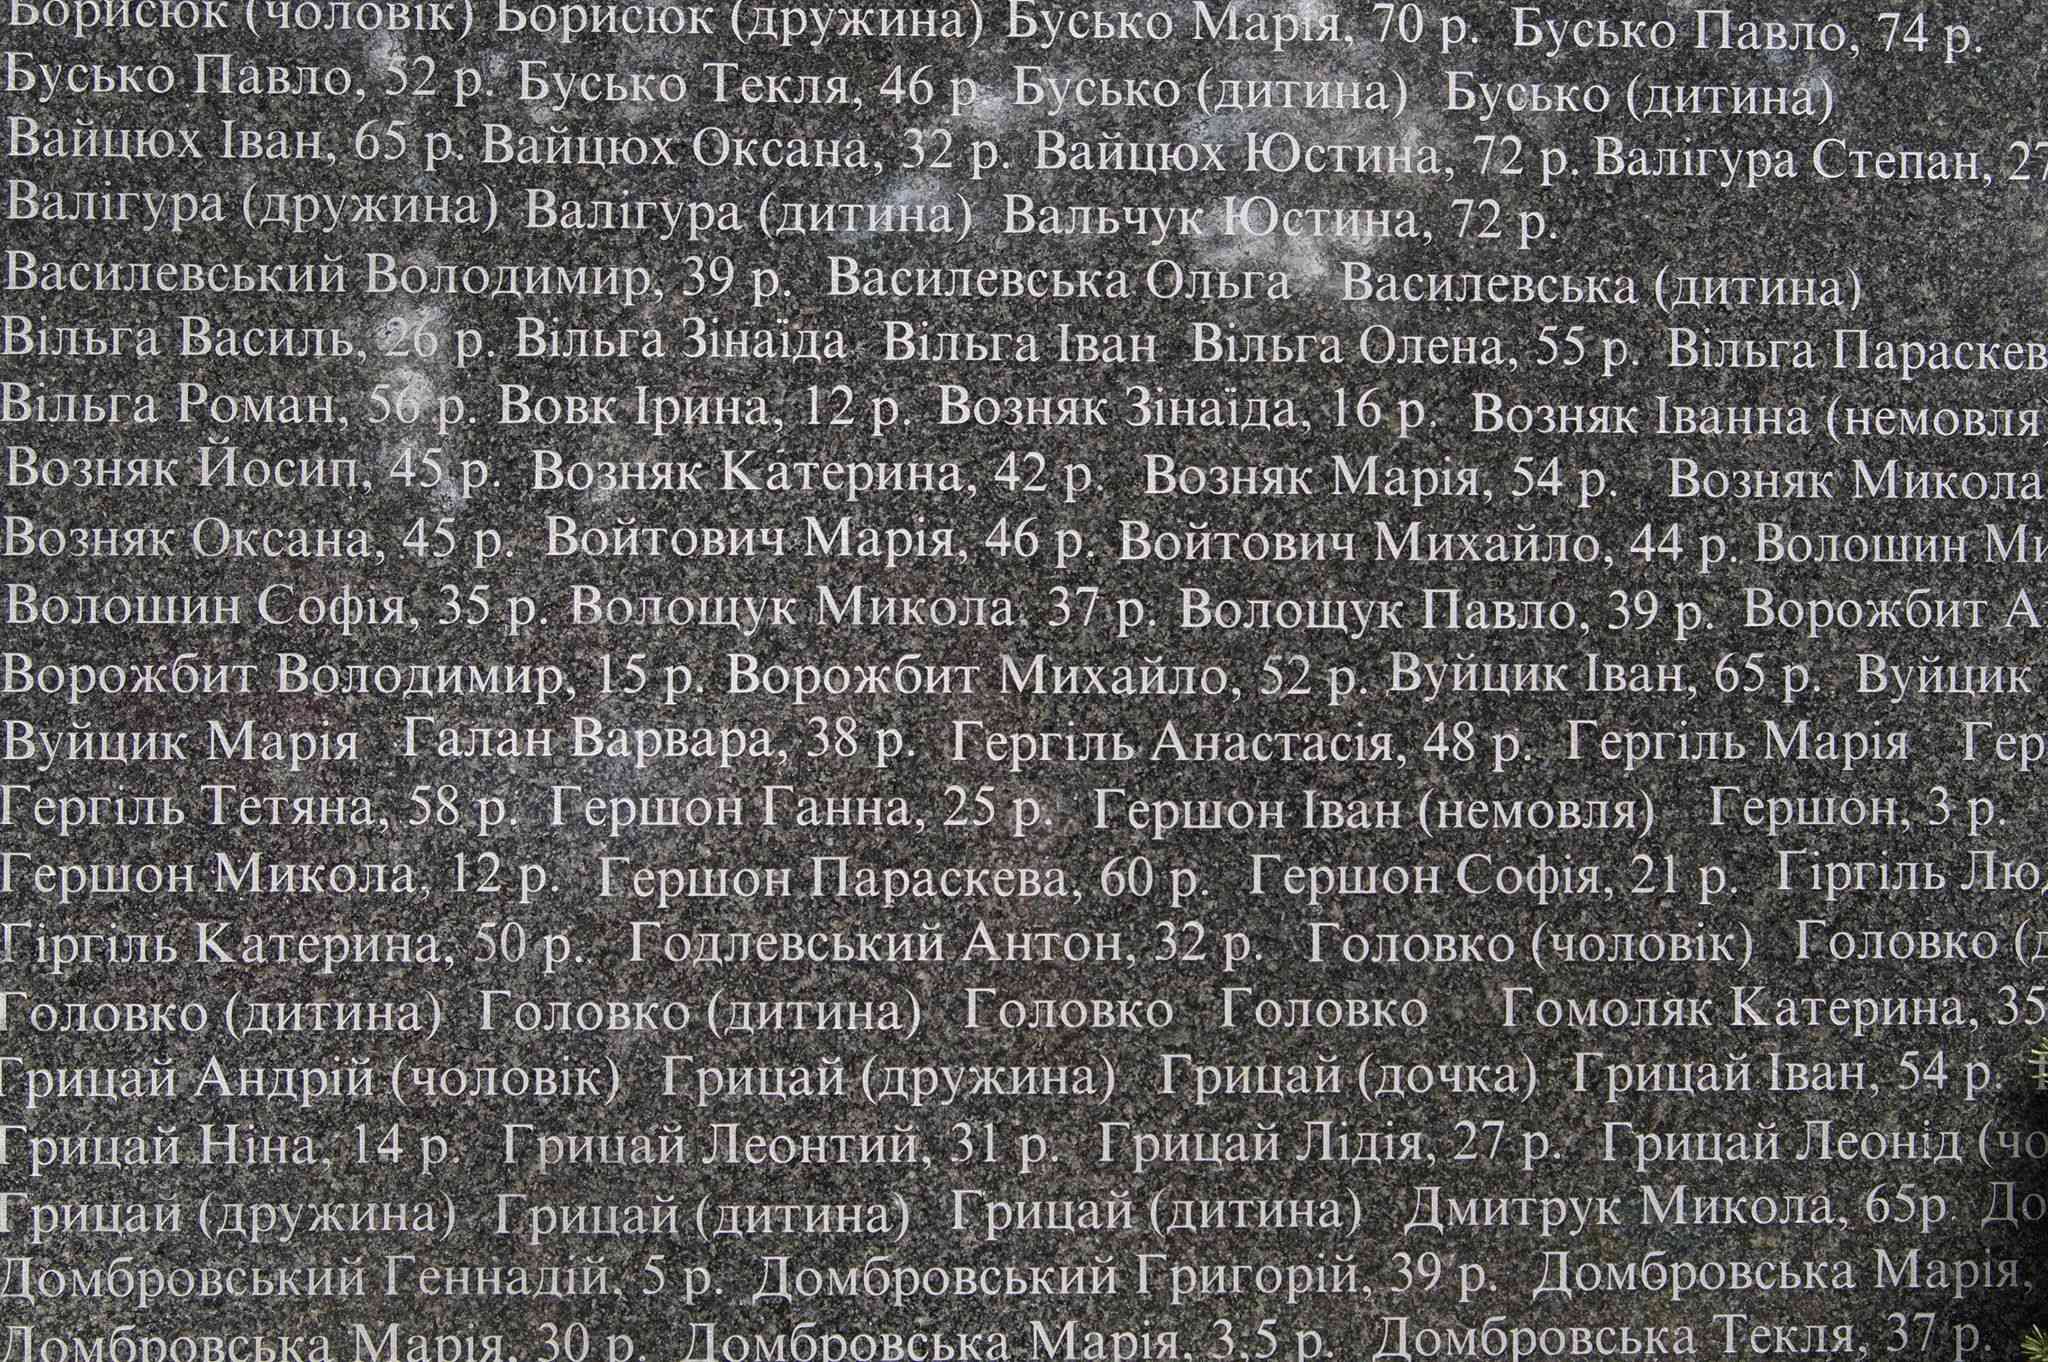 Борисюк (чоловік) Борисюк (дружина) Бусько Марія, 70 р. Бусько Павло, 74 р.
Бусько Павло, 52 р. Бусько Текля, 46 р. Бусько (дитина) Бусько (дитина)
Вайцюх Іван, 65 р. Вайцюх Оксана, 32 р. Вайцюх Юстина, 72 р. Валігура Степан, 27
Валігура (дружина) Валігура (дитина) Вальчук Юстина, 72 р.
Василевський Володимир, 39 р. Василевська Ольга Василевська (дитина)
Вільга Василь, 26 р. Вільга Зінаїда Вільга Іван Вільга Олена, 55 р. Вільга Параскев
Вільга Роман, 56 р. Вовк Ірина, 12 р. Возняк Зінаїда, 16 р. Возняк Іванна (немовля)
Возняк Йосип, 45 р. Возняк Катерина, 42 р. Возняк Марія, 54 р. Возняк Микола
Возняк Оксана, 45 р. Войтович Марія, 46 р. Войтович Михайло, 44 р. Волошин Ми
Волошин Софія, 35 р. Волощук Микола. 37 р. Волощук Павло, 39 р. Ворожбит А
Ворожбит Володимир, 15 р. Ворожбит Михайло, 52 р. Вуйцик Іван, 65 р. Вуйцик
Вуйцик Марія Галан Варвара, 38 р. Гергіль Анастасія, 48 р. Гергіль Марія Гер
Гергіль Тетяна, 58 р. Гершон Ганна, 25 р. Гершон Іван (немовля) Гершон, 3 р.
Гершон Микола, 12 р. Гершон Параскева, 60 р. Гершон Софія, 21 р. Гіргіль Лю
Гіргіль Катерина, 50 р. Годлевський Антон, 32 р. Головко (чоловік) Головко (д
Головко (дитина) Головко (дитина) Головко Головко Гомоляк Катерина, 35
Грицай Андрій (чоловік) Грицай (дружина) Грицай (дочка) Грицай Іван, 54 р.
Грицай Ніна, 14 р. Грицай Леонтий, 31 р. Грицай Лідія, 27 р. Грицай Леонід (чо
Грицай (дружина) Грицай (дитина) Грицай (дитина) Дмитрук Микола, 65р. До
Домбровський Геннадій, 5 р. Домбровський Григорій, 39 р. Домбровська Марія,
Домбровська Марія, 30 р. Домбровська Марія, 3.5 р. Домбровська Текля, 37 р.